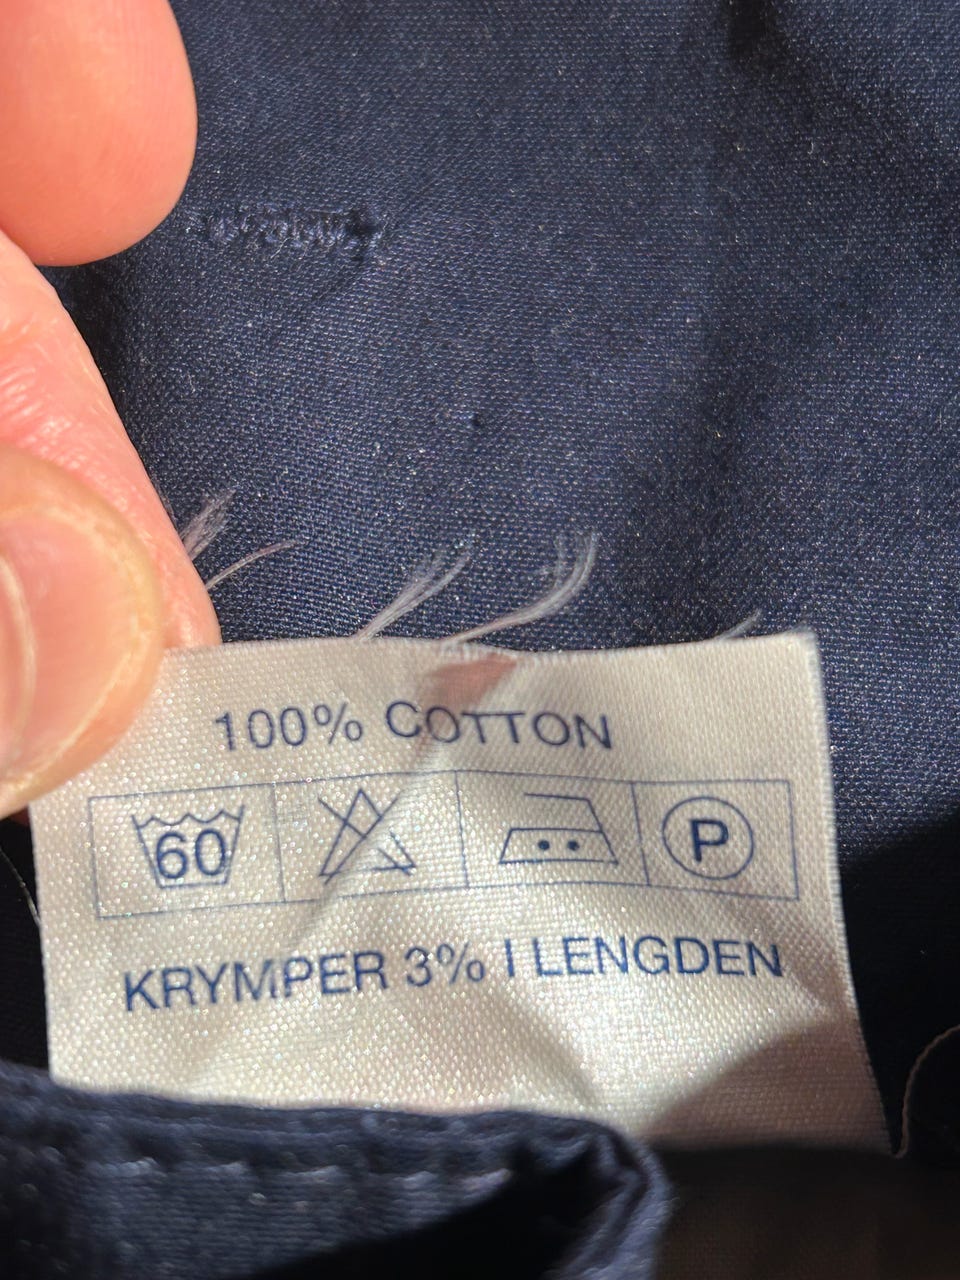 100% COTTON
60 P
KRYMPER 3% I LENGDEN